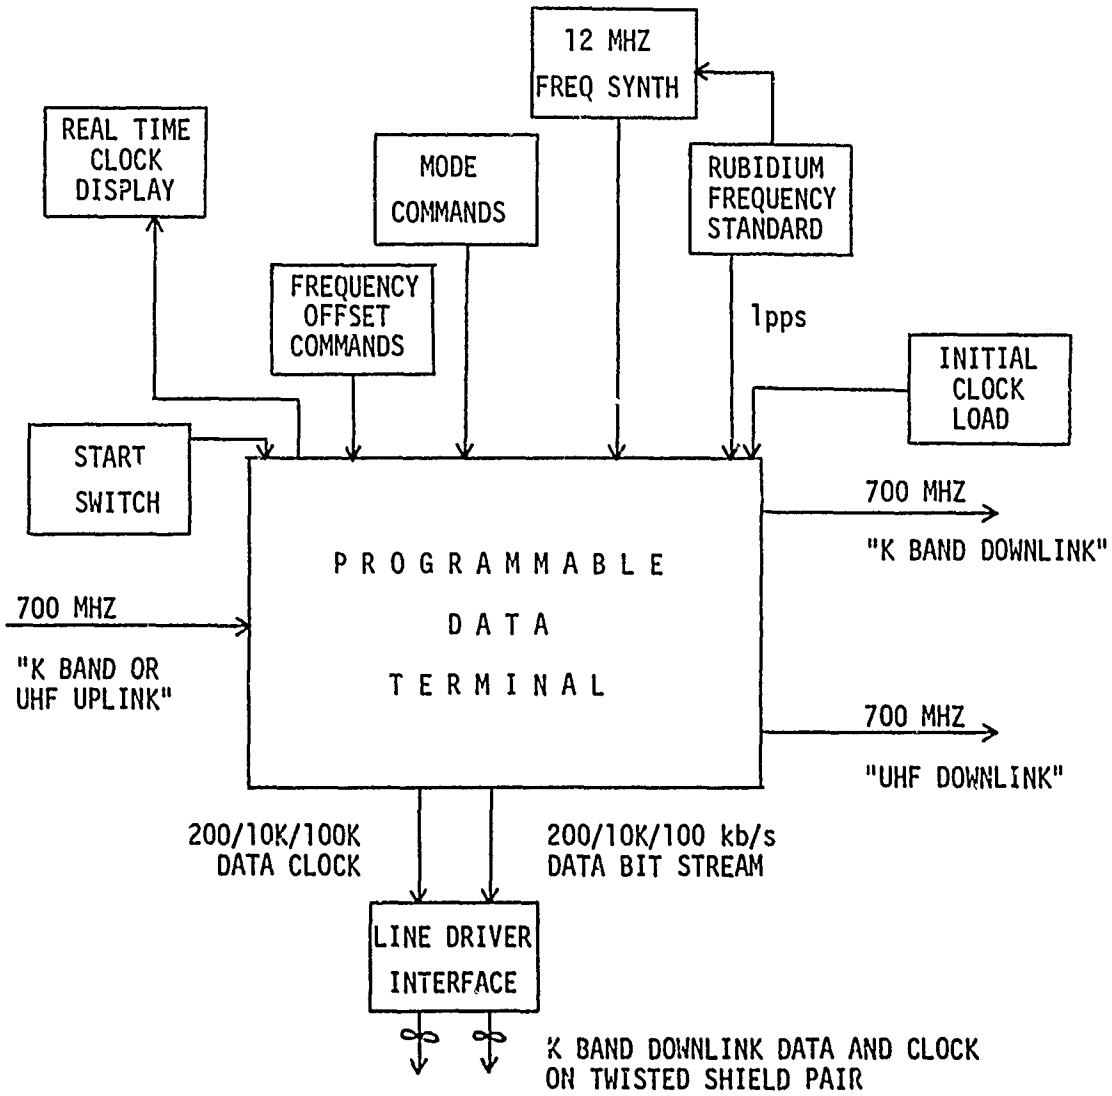 12 MHZ
FREQ SYNTH
REAL TIME
CLOCK
DISPLAY
MODE
COMMANDS
RUBIDIUM
FREQUENCY
STANDARD
FREQUENCY
OFFSET
COMMANDS
1pps
INITIAL
CLOCK
LOAD
START
SWITCH
700 MHZ
"K BAND DOWNLINK"
P R O G R A M M A B L E
D A T A
T E R M I N A L
700 MHZ
"K BAND OR
UHF UPLINK"
700 MHZ
"UHF DOWNLINK"
200/10K/100K
DATA CLOCK
200/10K/100 kb/s
DATA BIT STREAM
LINE DRIVER
INTERFACE
K BAND DOWNLINK DATA AND CLOCK
ON TWISTED SHIELD PAIR